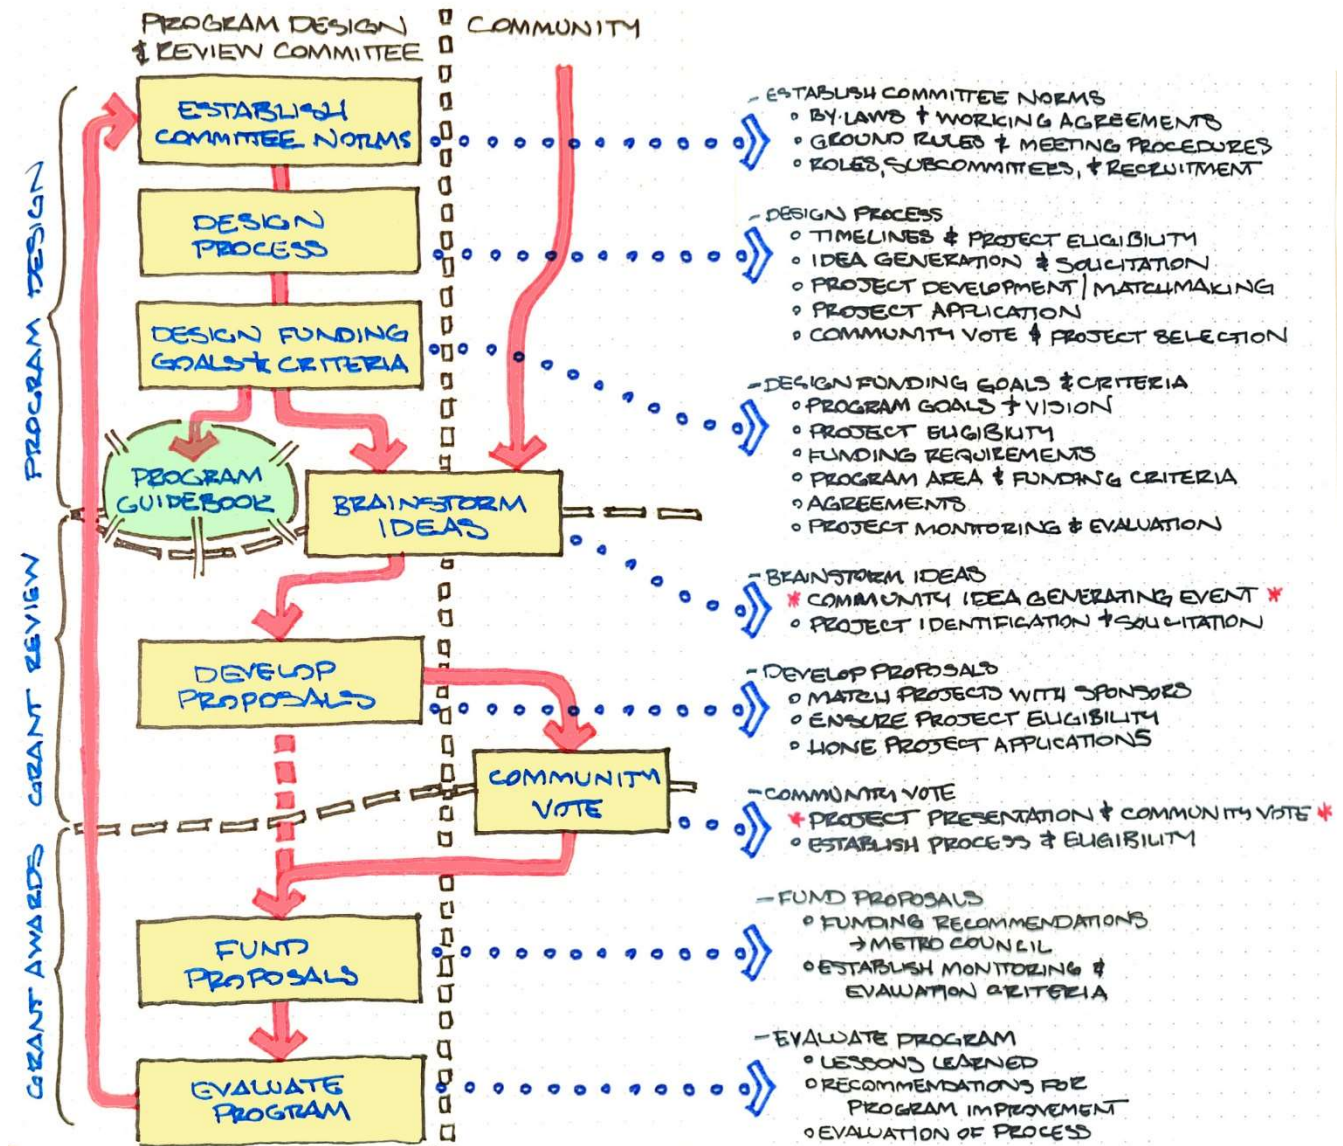 PROGRAM DESIGN
& REVIEW COMMITTEE
COMMUNITY
PROGRAM DESIGN
GRANT REVIEW
GRANT AWARDS
ESTABLISH
COMMITTEE NORMS
DESIGN
PROCESS
DESIGN FUNDING
GOALS & CRITERIA
PROGRAM
GUIDEBOOK
BRAINSTORM
IDEAS
DEVELOP
PROPOSALS
COMMUNITY
VOTE
FUND
PROPOSALS
EVALUATE
PROGRAM
- ESTABLISH COMMITTEE NORMS
• BY-LAWS & WORKING AGREEMENTS
• GROUND RULES & MEETING PROCEDURES
• ROLES, SUBCOMMITTEES, & RECRUITMENT
- DESIGN PROCESS
• TIMELINES & PROJECT ELIGIBILITY
• IDEA GENERATION & SOLICITATION
• PROJECT DEVELOPMENT / MATCHMAKING
• PROJECT APPLICATION
• COMMUNITY VOTE & PROJECT SELECTION
- DESIGN FUNDING GOALS & CRITERIA
• PROGRAM GOALS & VISION
• PROJECT ELIGIBILITY
• FUNDING REQUIREMENTS
• PROGRAM AREA & FUNDING CRITERIA
• AGREEMENTS
• PROJECT MONITORING & EVALUATION
- BRAINSTORM IDEAS
* COMMUNITY IDEA GENERATING EVENT *
• PROJECT IDENTIFICATION & SOLICITATION
- DEVELOP PROPOSALS
• MATCH PROJECTS WITH SPONSORS
• ENSURE PROJECT ELIGIBILITY
• HONE PROJECT APPLICATIONS
- COMMUNITY VOTE
* PROJECT PRESENTATION & COMMUNITY VOTE *
• ESTABLISH PROCESS & ELIGIBILITY
- FUND PROPOSALS
• FUNDING RECOMMENDATIONS
→ METRO COUNCIL
• ESTABLISH MONITORING &
EVALUATION CRITERIA
- EVALUATE PROGRAM
• LESSONS LEARNED
• RECOMMENDATIONS FOR
PROGRAM IMPROVEMENT
• EVALUATION OF PROCESS